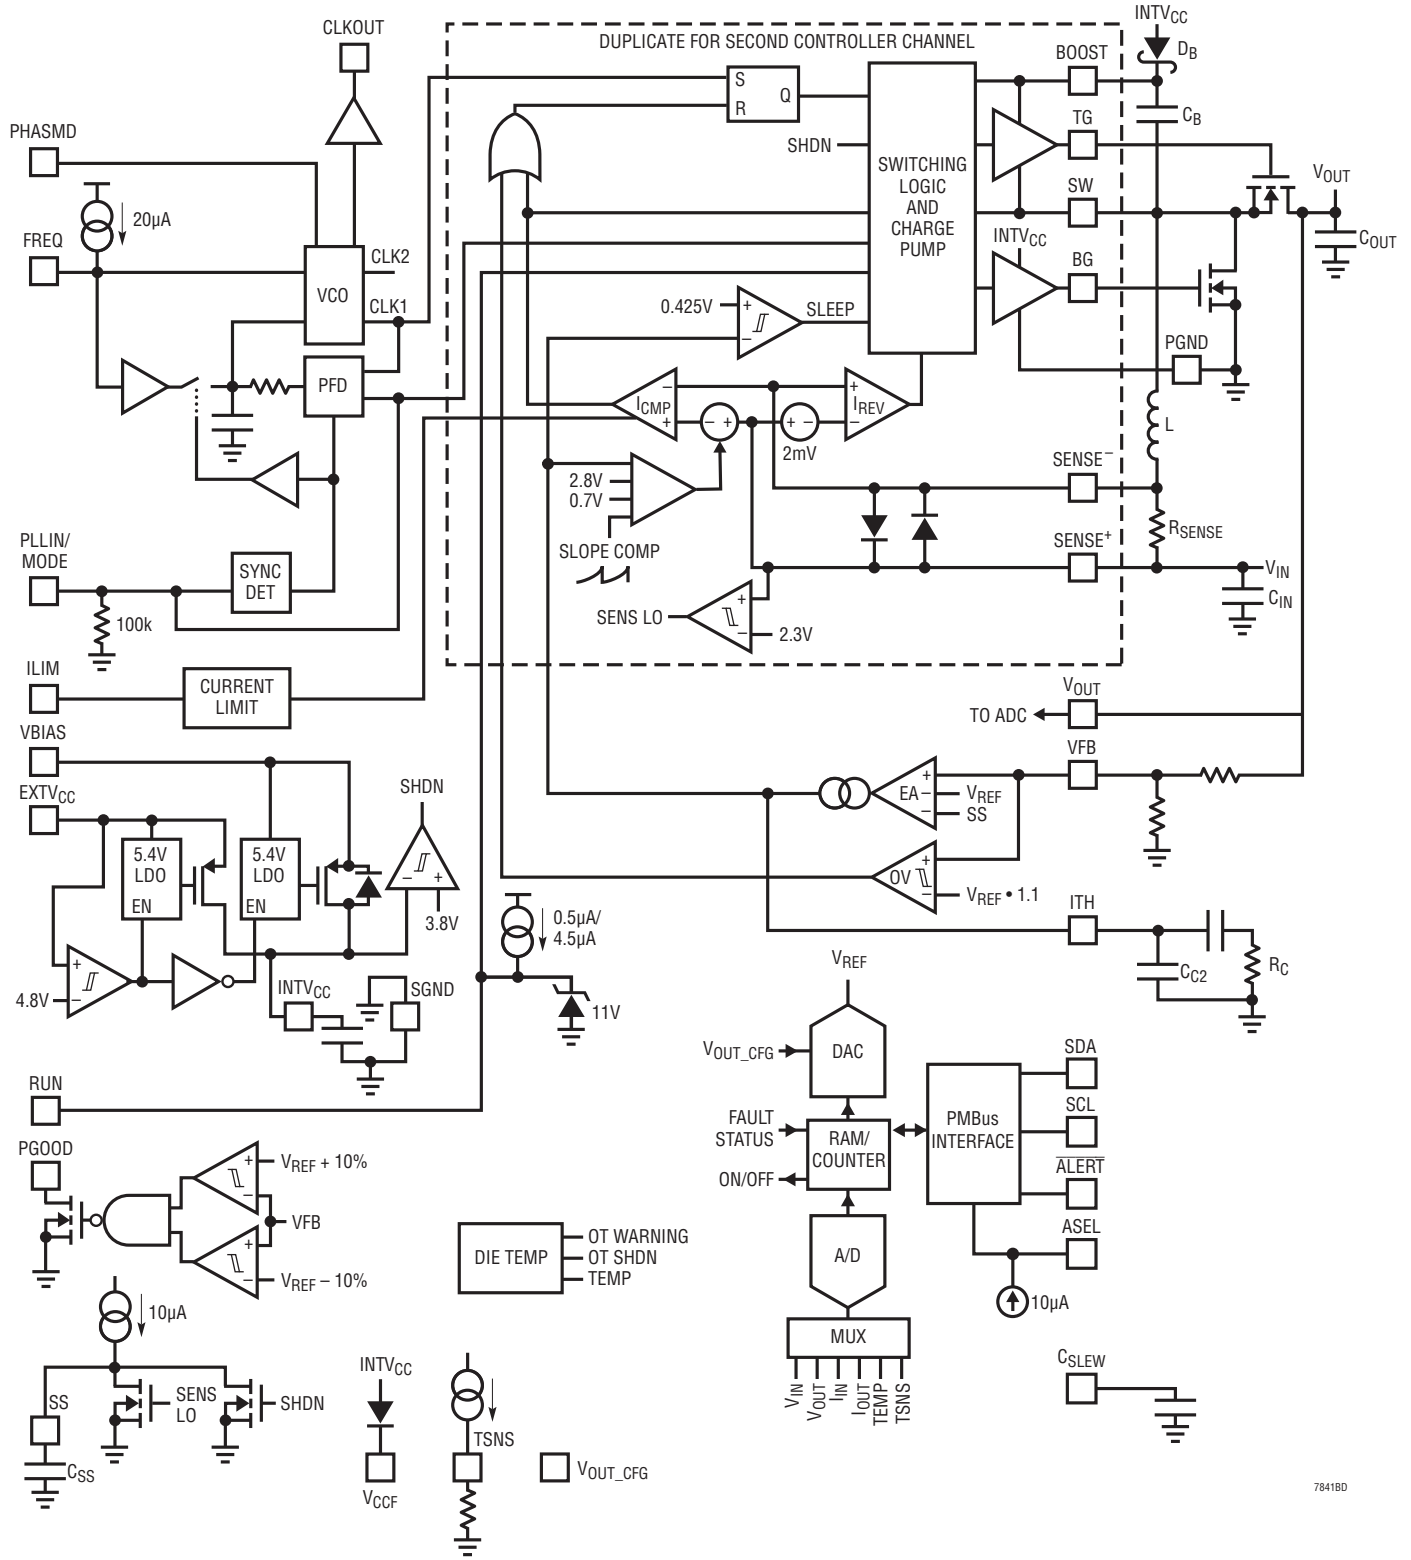 CLKOUT
DUPLICATE FOR SECOND CONTROLLER CHANNEL
INTVCC
DB
BOOST
S
R
Q
CB
TG
PHASMD
SHDN
SWITCHING
LOGIC
AND
CHARGE
PUMP
SW
VOUT
20µA
FREQ
COUT
INTVCC
BG
CLK2
VCO
CLK1
0.425V
+
−
SLEEP
PGND
PFD
−
ICMP
+
− +
+ −
2mV
+
IREV
−
L
SENSE−
2.8V
0.7V
RSENSE
SLOPE COMP
SENSE+
VIN
CIN
PLLIN/
MODE
SYNC
DET
100k
SENS LO
+
−
2.3V
ILIM
CURRENT
LIMIT
VOUT
TO ADC
VBIAS
VFB
EXTVCC
SHDN
5.4V
LDO
EN
5.4V
LDO
EN
− +
3.8V
+
EA −
−
VREF
SS
+
OV
−
VREF • 1.1
0.5µA/
4.5µA
ITH
CC2
RC
+
4.8V
−
INTVCC
SGND
11V
VREF
DAC
VOUT_CFG
RUN
FAULT
STATUS
RAM/
COUNTER
ON/OFF
PMBus
INTERFACE
SDA
SCL
ALERT
ASEL
PGOOD
+
VREF + 10%
−
VFB
+
−
VREF − 10%
DIE TEMP
OT WARNING
OT SHDN
TEMP
A/D
10µA
10µA
MUX
VIN
VOUT
IIN
IOUT
TEMP
TSNS
CSLEW
SS
SENS
LO
SHDN
CSS
INTVCC
VCCF
TSNS
VOUT_CFG
7841BD